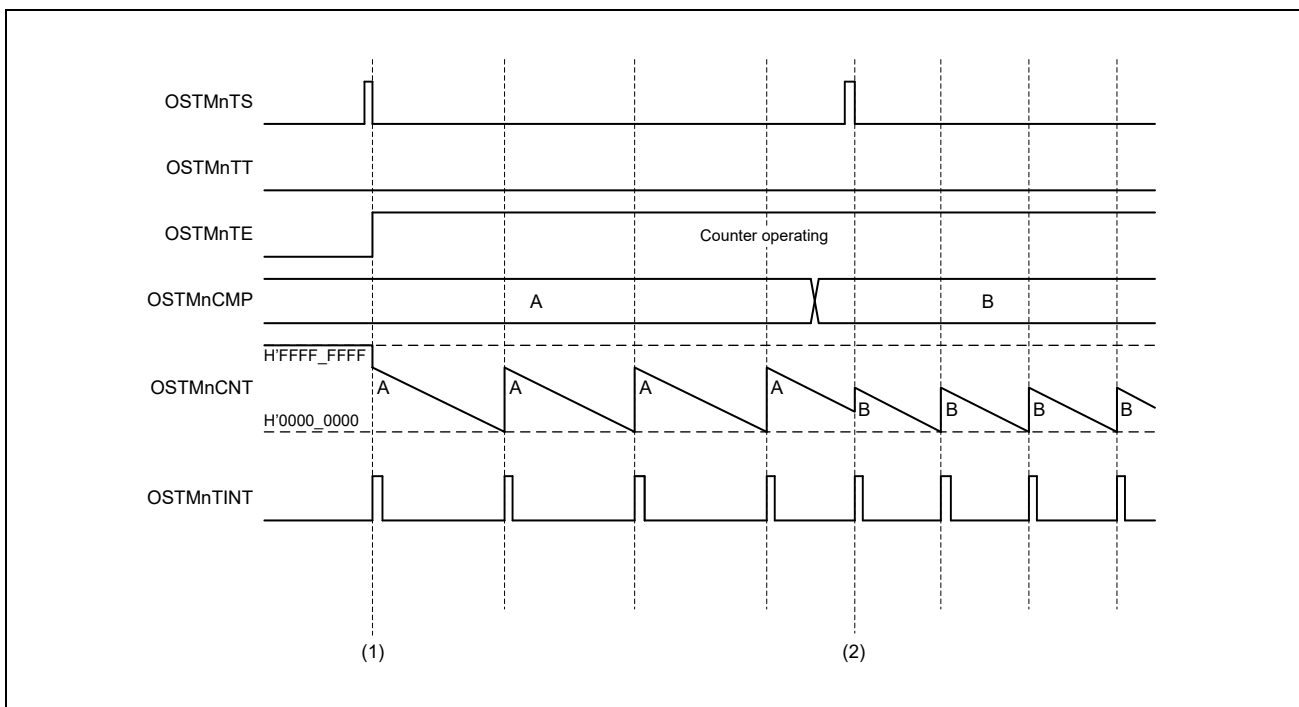 OSTMnTS
OSTMnTT
OSTMnTE
Counter operating
OSTMnCMP
A
B
H'FFFF_FFFF
OSTMnCNT
A A A A B B B B
H'0000_0000
OSTMnTINT
(1) (2)